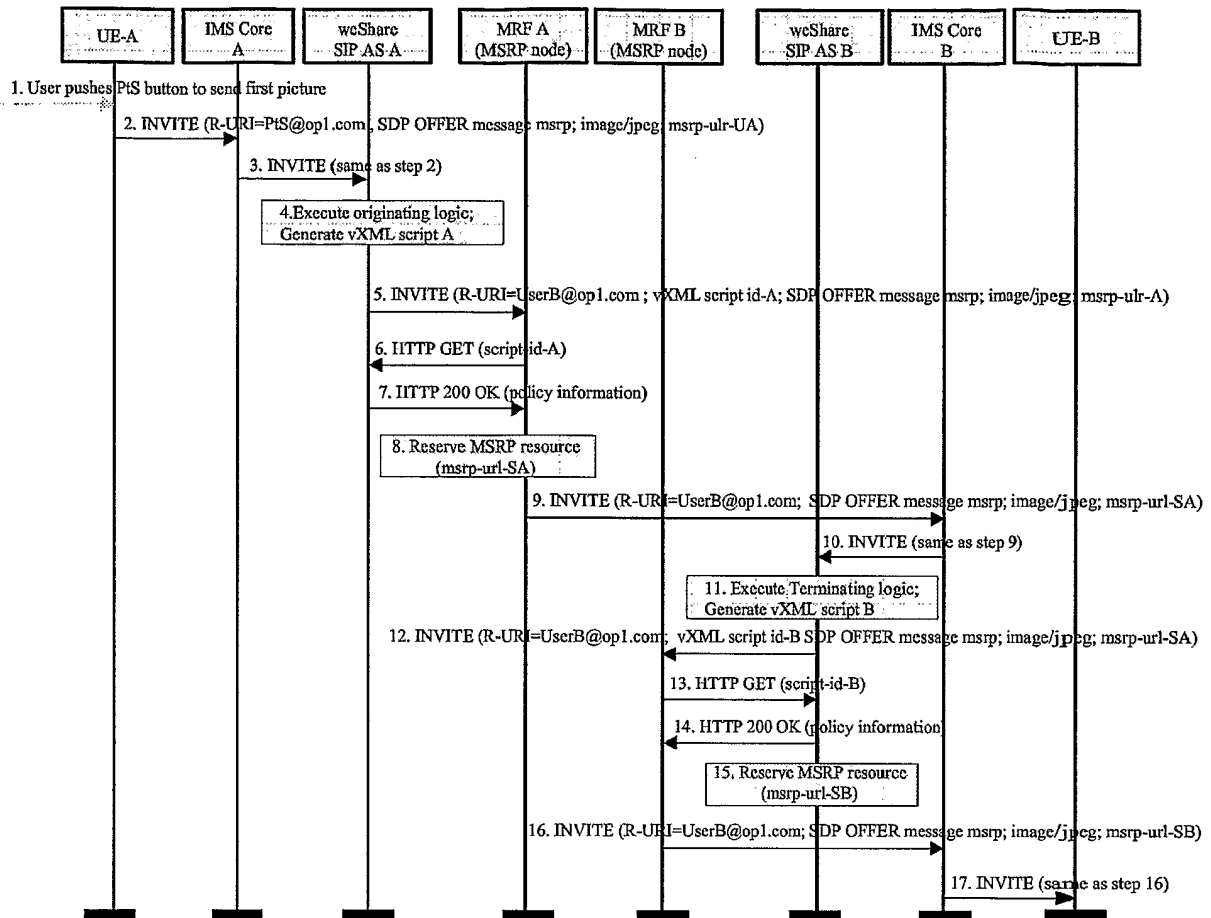 UE-A
IMS Core
A
weShare
SIP AS A
MRF A
(MSRP node)
MRF B
(MSRP node)
weShare
SIP AS B
IMS Core
B
UE-B
1. User pushes PtS button to send first picture
2. INVITE (R-URI=PtS@op1.com , SDP OFFER message msrp; image/jpeg; msrp-ulr-UA)
3. INVITE (same as step 2)
4.Execute originating logic;
Generate vXML script A
5. INVITE (R-URI=UserB@op1.com ; vXML script id-A; SDP OFFER message msrp; image/jpeg; msrp-ulr-A)
6. HTTP GET (script-id-A)
7. HTTP 200 OK (policy information)
8. Reserve MSRP resource
(msrp-url-SA)
9. INVITE (R-URI=UserB@op1.com; SDP OFFER message msrp; image/jpeg; msrp-url-SA)
10. INVITE (same as step 9)
11. Execute Terminating logic;
Generate vXML script B
12. INVITE (R-URI=UserB@op1.com; vXML script id-B SDP OFFER message msrp; image/jpeg; msrp-url-SA)
13. HTTP GET (script-id-B)
14. HTTP 200 OK (policy information)
15. Reserve MSRP resource
(msrp-url-SB)
16. INVITE (R-URI=UserB@op1.com; SDP OFFER message msrp; image/jpeg; msrp-url-SB)
17. INVITE (same as step 16)